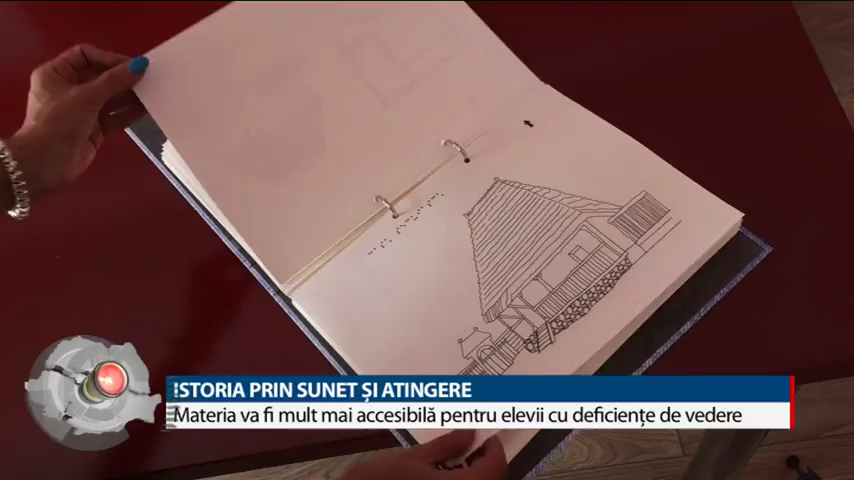 ISTORIA PRIN SUNET ȘI ATINGERE
Materia va fi mult mai accesibilă pentru elevii cu deficiențe de vedere